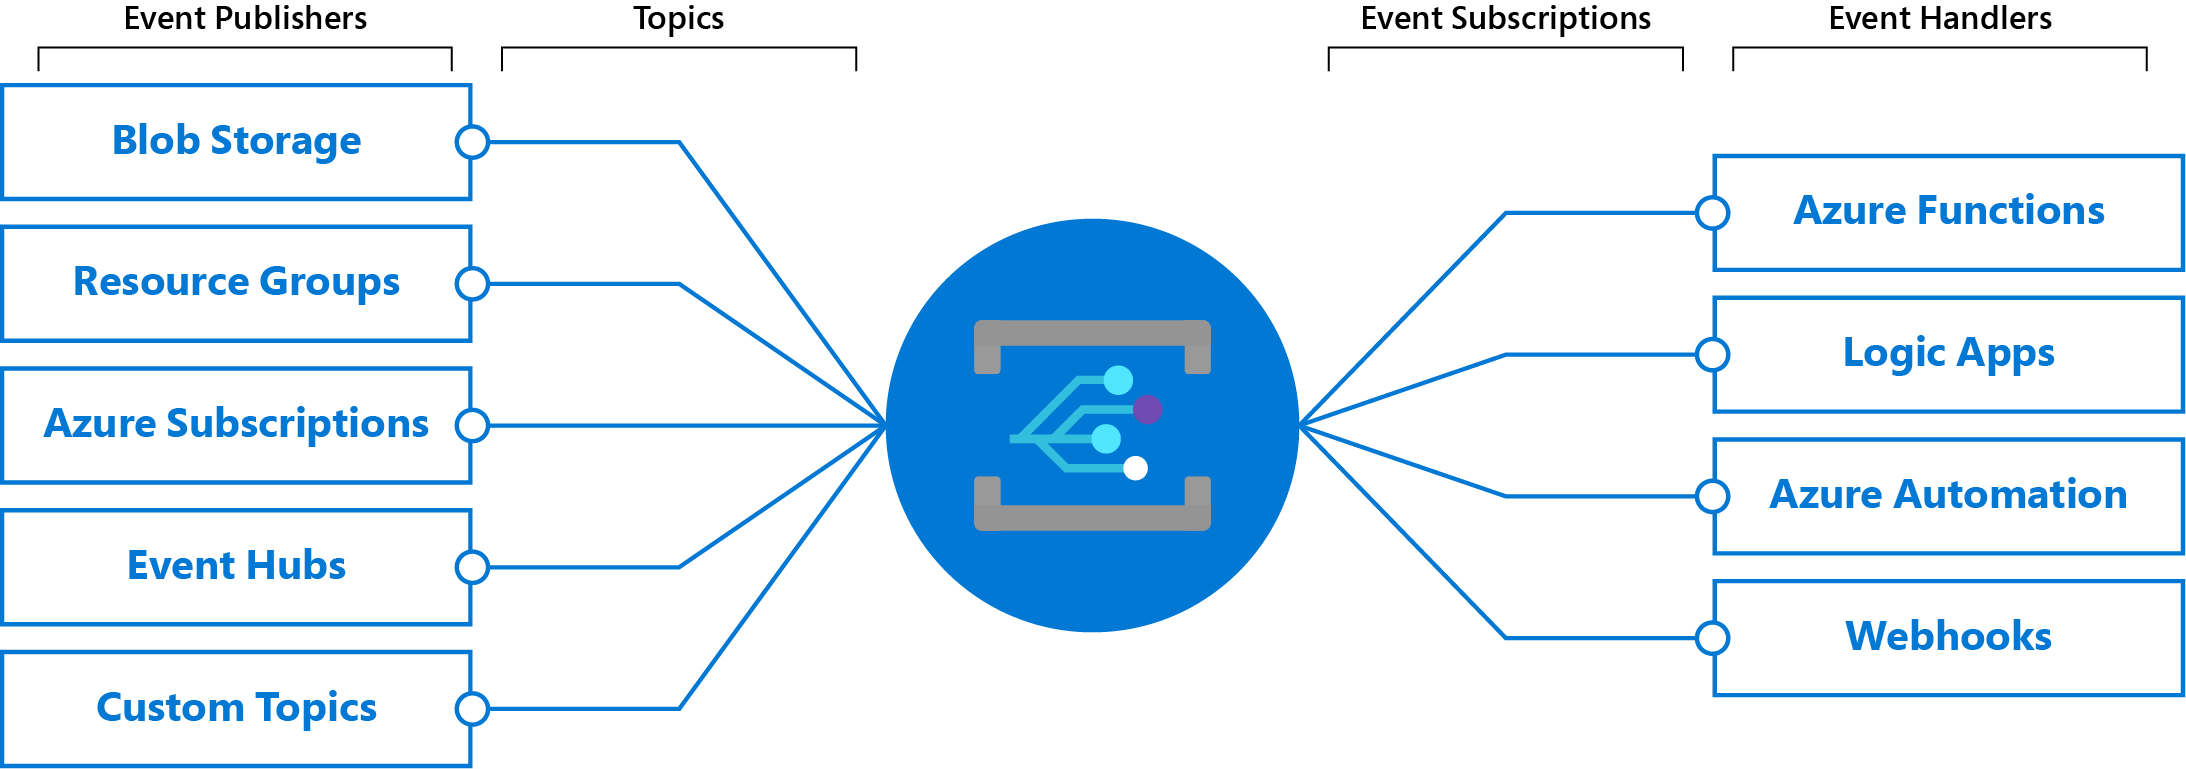 Event Publishers
Topics
Event Subscriptions
Event Handlers
Blob Storage
Resource Groups
Azure Subscriptions
Event Hubs
Custom Topics
Azure Functions
Logic Apps
Azure Automation
Webhooks